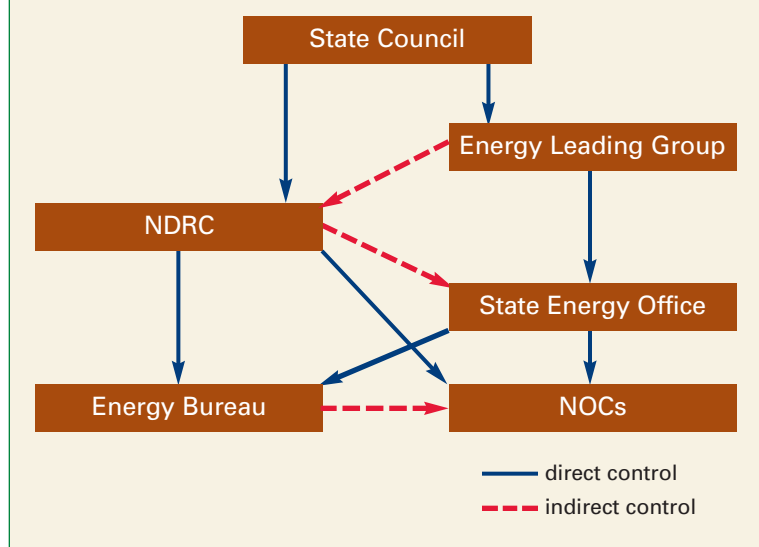 State Council
Energy Leading Group
NDRC
State Energy Office
Energy Bureau
NOCs
direct control
indirect control